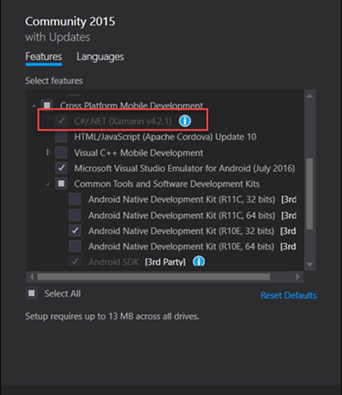 Community 2015
with Updates
Features Languages
Select features
Cross Platform Mobile Development
C#/.NET (Xamarin v4.2.1)
HTML/JavaScript (Apache Cordova) Update 10
Visual C++ Mobile Development
Microsoft Visual Studio Emulator for Android (July 2016)
Common Tools and Software Development Kits
Android Native Development Kit (R11C, 32 bits) [3rd
Android Native Development Kit (R11C, 64 bits) [3rd
Android Native Development Kit (R10E, 32 bits) [3rd
Android Native Development Kit (R10E, 64 bits) [3rd
Android SDK [3rd Party]
Select All Reset Defaults
Setup requires up to 13 MB across all drives.